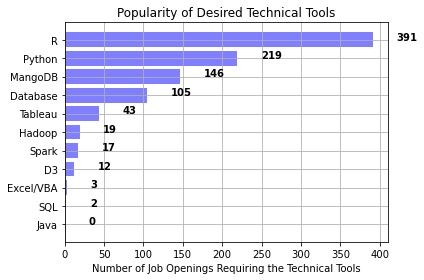 Popularity of Desired Technical Tools
R 391
Python 219
MongoDB 146
Database 105
Tableau 43
Hadoop 19
Spark 17
D3 12
Excel/VBA 3
SQL 2
Java 0
0 50 100 150 200 250 300 350 400
Number of Job Openings Requiring the Technical Tools